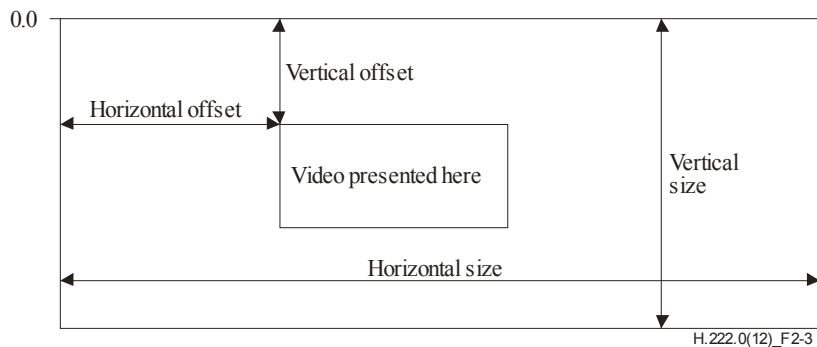 0.0
Vertical offset
Horizontal offset
Video presented here
Vertical
size
Horizontal size
H.222.0(12)_F2-3